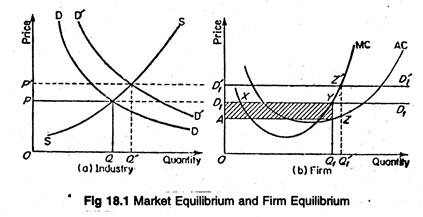 Price
D D' S
P'
P
S D' D
O Q Q' Quantity
(a) Industry
Price
MC AC
X Z' D₁'
D₁' Y
D₁ D₁
A Z
O Q₁ Q₁' Quantity
(b) Firm
Fig 18.1 Market Equilibrium and Firm Equilibrium